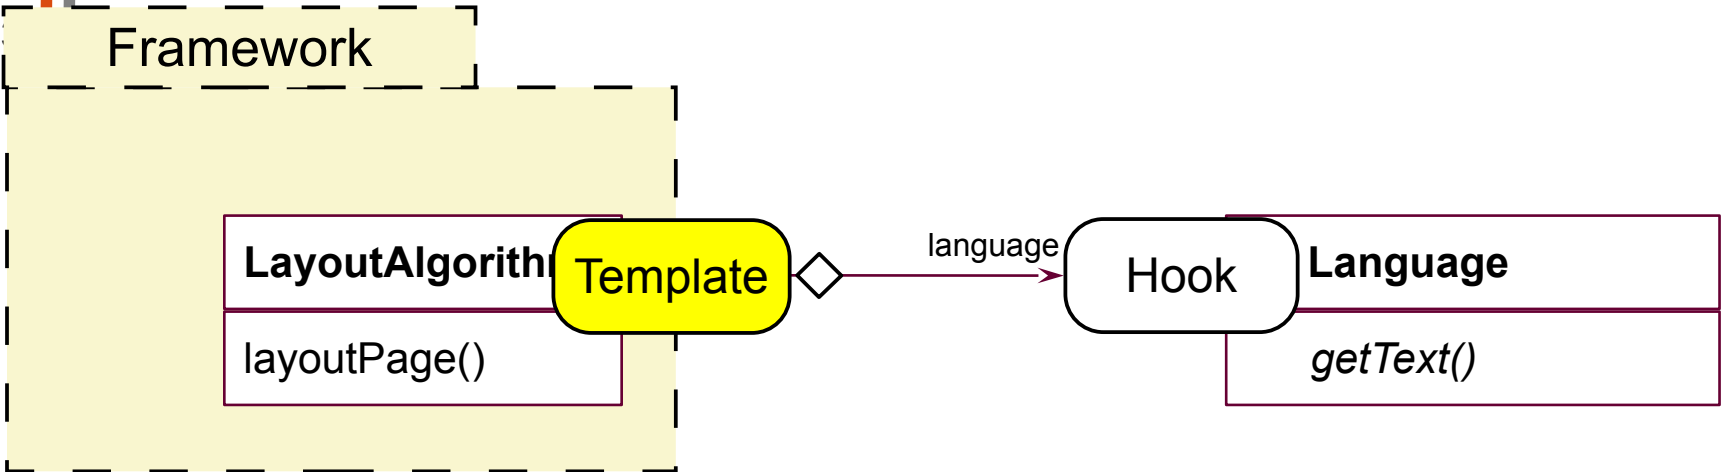 Framework
LayoutAlgorith
Template
language
Hook
Language
layoutPage()
getText()